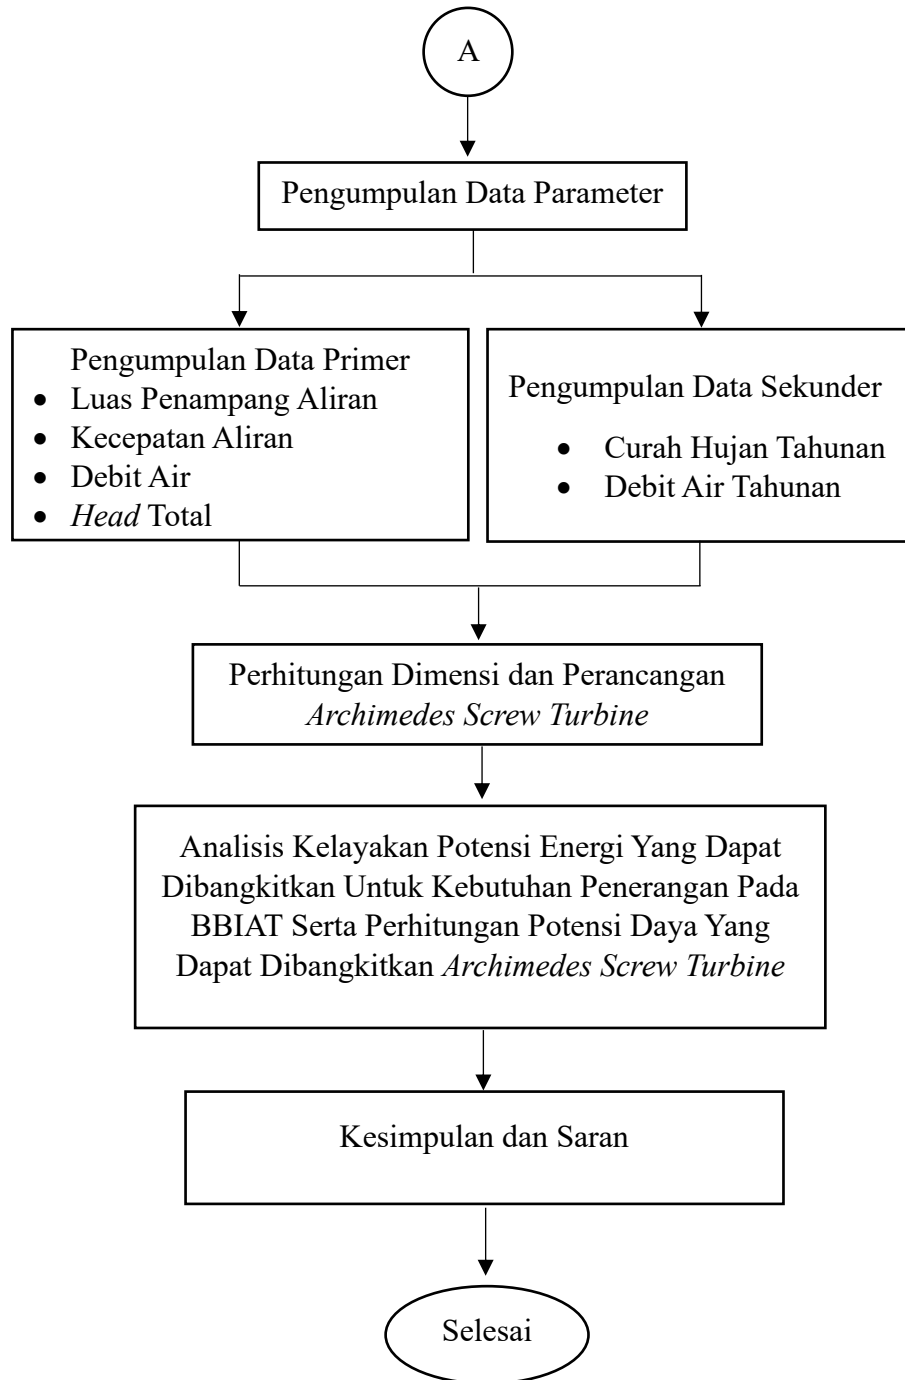 A
Pengumpulan Data Parameter
Pengumpulan Data Primer
• Luas Penampang Aliran
• Kecepatan Aliran
• Debit Air
• Head Total
Pengumpulan Data Sekunder
• Curah Hujan Tahunan
• Debit Air Tahunan
Perhitungan Dimensi dan Perancangan
Archimedes Screw Turbine
Analisis Kelayakan Potensi Energi Yang Dapat
Dibangkitkan Untuk Kebutuhan Penerangan Pada
BBIAT Serta Perhitungan Potensi Daya Yang
Dapat Dibangkitkan Archimedes Screw Turbine
Kesimpulan dan Saran
Selesai